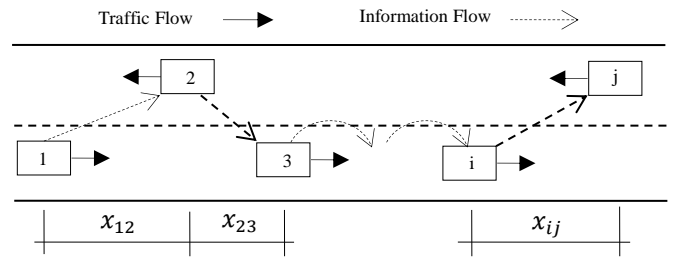 Traffic Flow Information Flow
2 j
1 3 i
x₁₂ x₂₃ xᵢⱼ